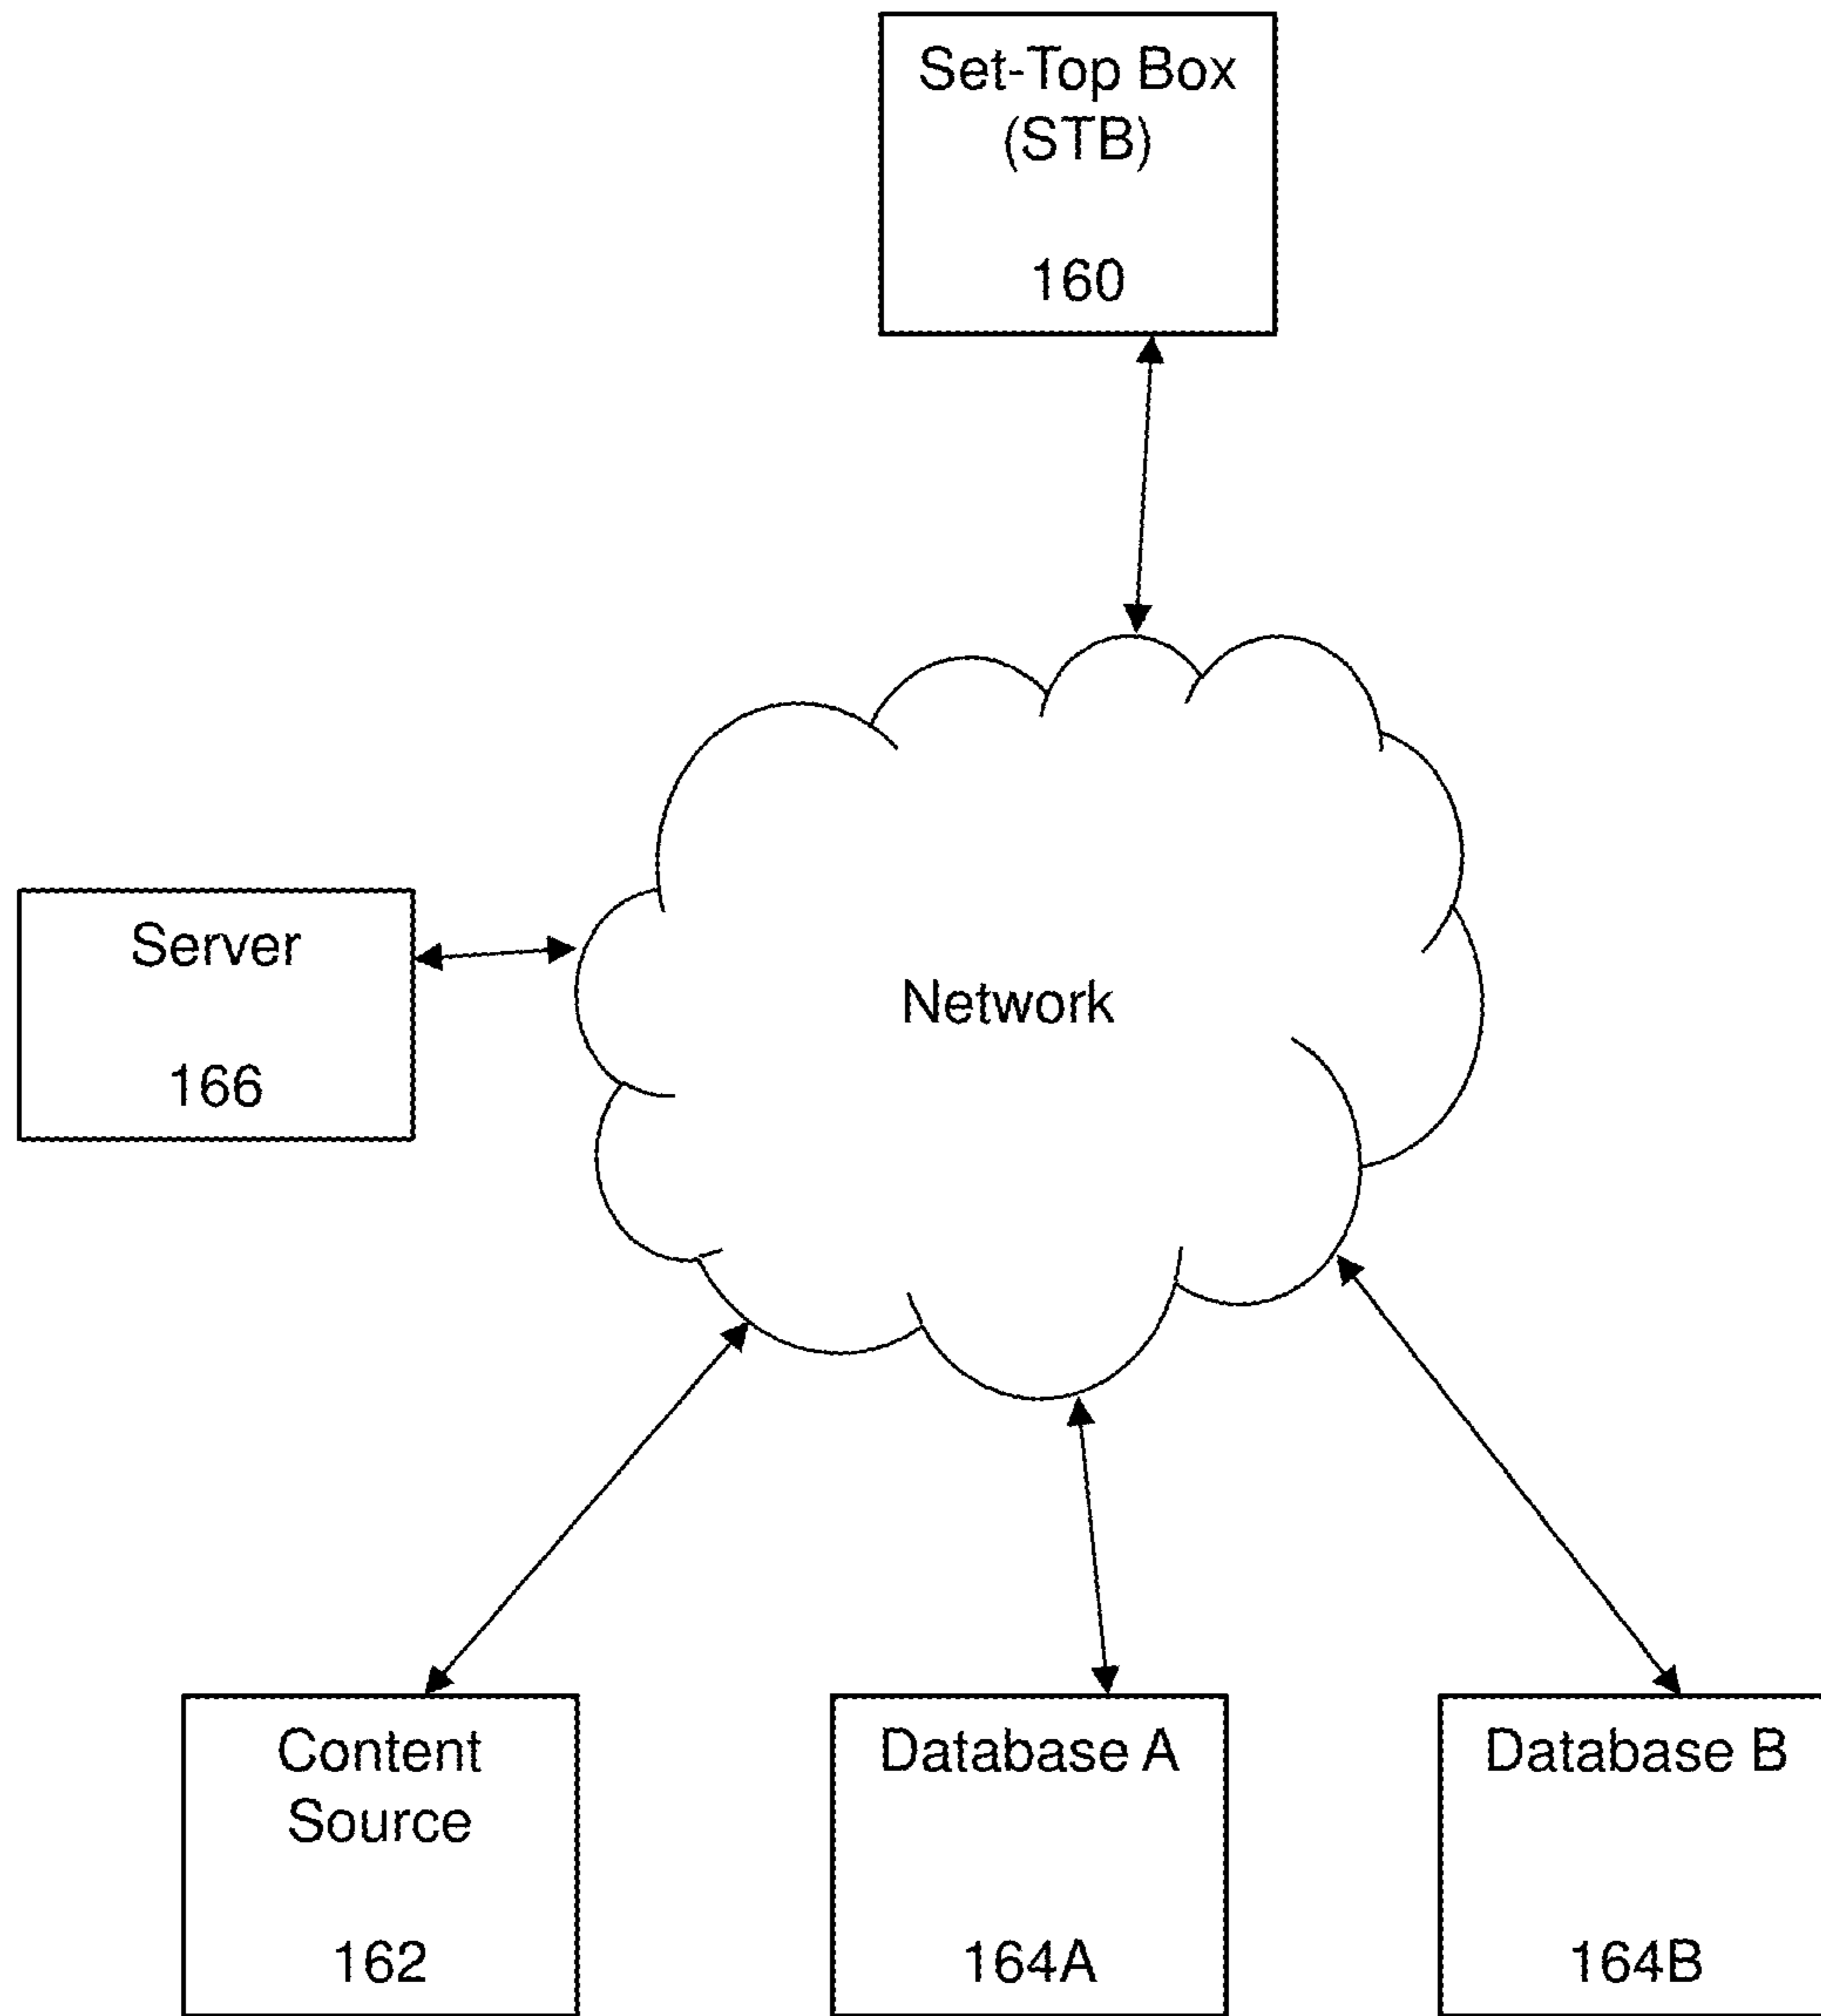 Set-Top Box
(STB)
160
Server
166
Network
Content
Source
162
Database A
164A
Database B
164B